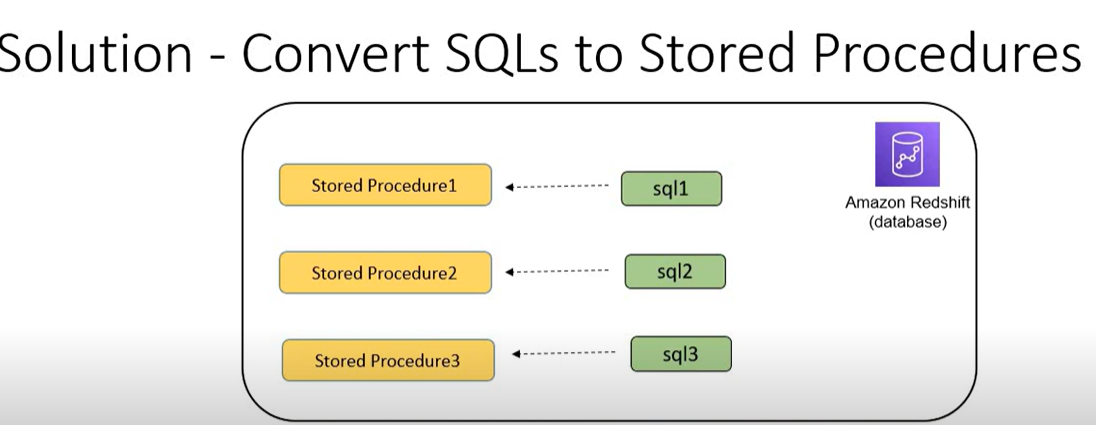 Solution - Convert SQLs to Stored Procedures
Stored Procedure1
sql1
Amazon Redshift
(database)
Stored Procedure2
sql2
Stored Procedure3
sql3